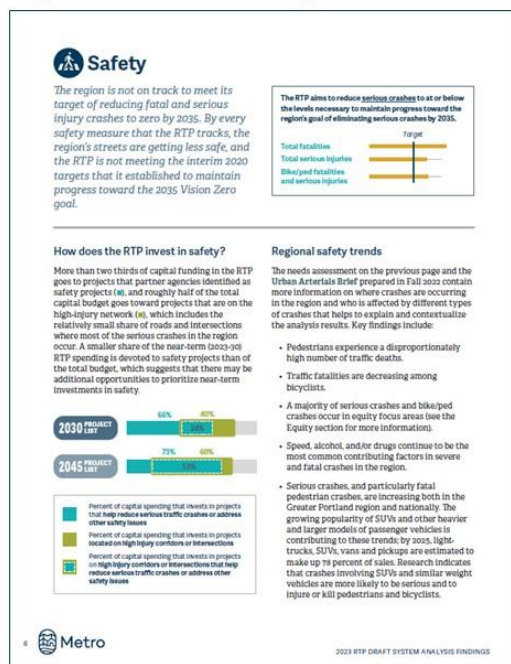 Safety
The region is not on track to meet its
target of reducing fatal and serious
injury crashes to zero by 2035. By every
safety measure that the RTP tracks, the
region's streets are getting less safe, and
the RTP is not meeting the interim 2020
targets that it established to maintain
progress toward the 2035 Vision Zero
goal.
The RTP aims to reduce serious crashes to at or below
the levels necessary to maintain progress toward the
region's goal of eliminating serious crashes by 2035.
Target
Total fatalities
Total serious injuries
Bike/ped fatalities
and serious injuries
How does the RTP invest in safety?
More than two thirds of capital funding in the RTP
goes to projects that partner agencies identified as
safety projects (■), and roughly half of the total
capital budget goes toward projects that are on the
high-injury network (■), which includes the
relatively small share of roads and intersections
where most of the serious crashes in the region
occur. A smaller share of the near-term (2023-30)
RTP spending is devoted to safety projects than of
the total budget, which suggests that there may be
additional opportunities to prioritize near-term
investments in safety.
66% 40%
2030 PROJECT LIST
73% 60%
2045 PROJECT LIST
Percent of capital spending that invests in projects
that help reduce serious traffic crashes or address
other safety issues
Percent of capital spending that invests in projects
located on high injury corridors or intersections
Percent of capital spending that invests in projects
on high injury corridors or intersections that help
reduce serious traffic crashes or address other
safety issues
Regional safety trends
The needs assessment on the previous page and the
Urban Arterials Brief prepared in Fall 2022 contain
more information on where crashes are occurring
in the region and who is affected by different types
of crashes that helps to explain and contextualize
the analysis results. Key findings include:
• Pedestrians experience a disproportionately
high number of traffic deaths.
• Traffic fatalities are decreasing among
bicyclists.
• A majority of serious crashes and bike/ped
crashes occur in equity focus areas (see the
Equity section for more information).
• Speed, alcohol, and/or drugs continue to be the
most common contributing factors in severe
and fatal crashes in the region.
• Serious crashes, and particularly fatal
pedestrian crashes, are increasing both in the
Greater Portland region and nationally. The
growing popularity of SUVs and other heavier
and larger models of passenger vehicles is
contributing to these trends; by 2025, light-
trucks, SUVs, vans and pickups are estimated to
make up 78 percent of sales. Research indicates
that crashes involving SUVs and similar weight
vehicles are more likely to be serious and to
injure or kill pedestrians and bicyclists.
6 Metro
2023 RTP DRAFT SYSTEM ANALYSIS FINDINGS